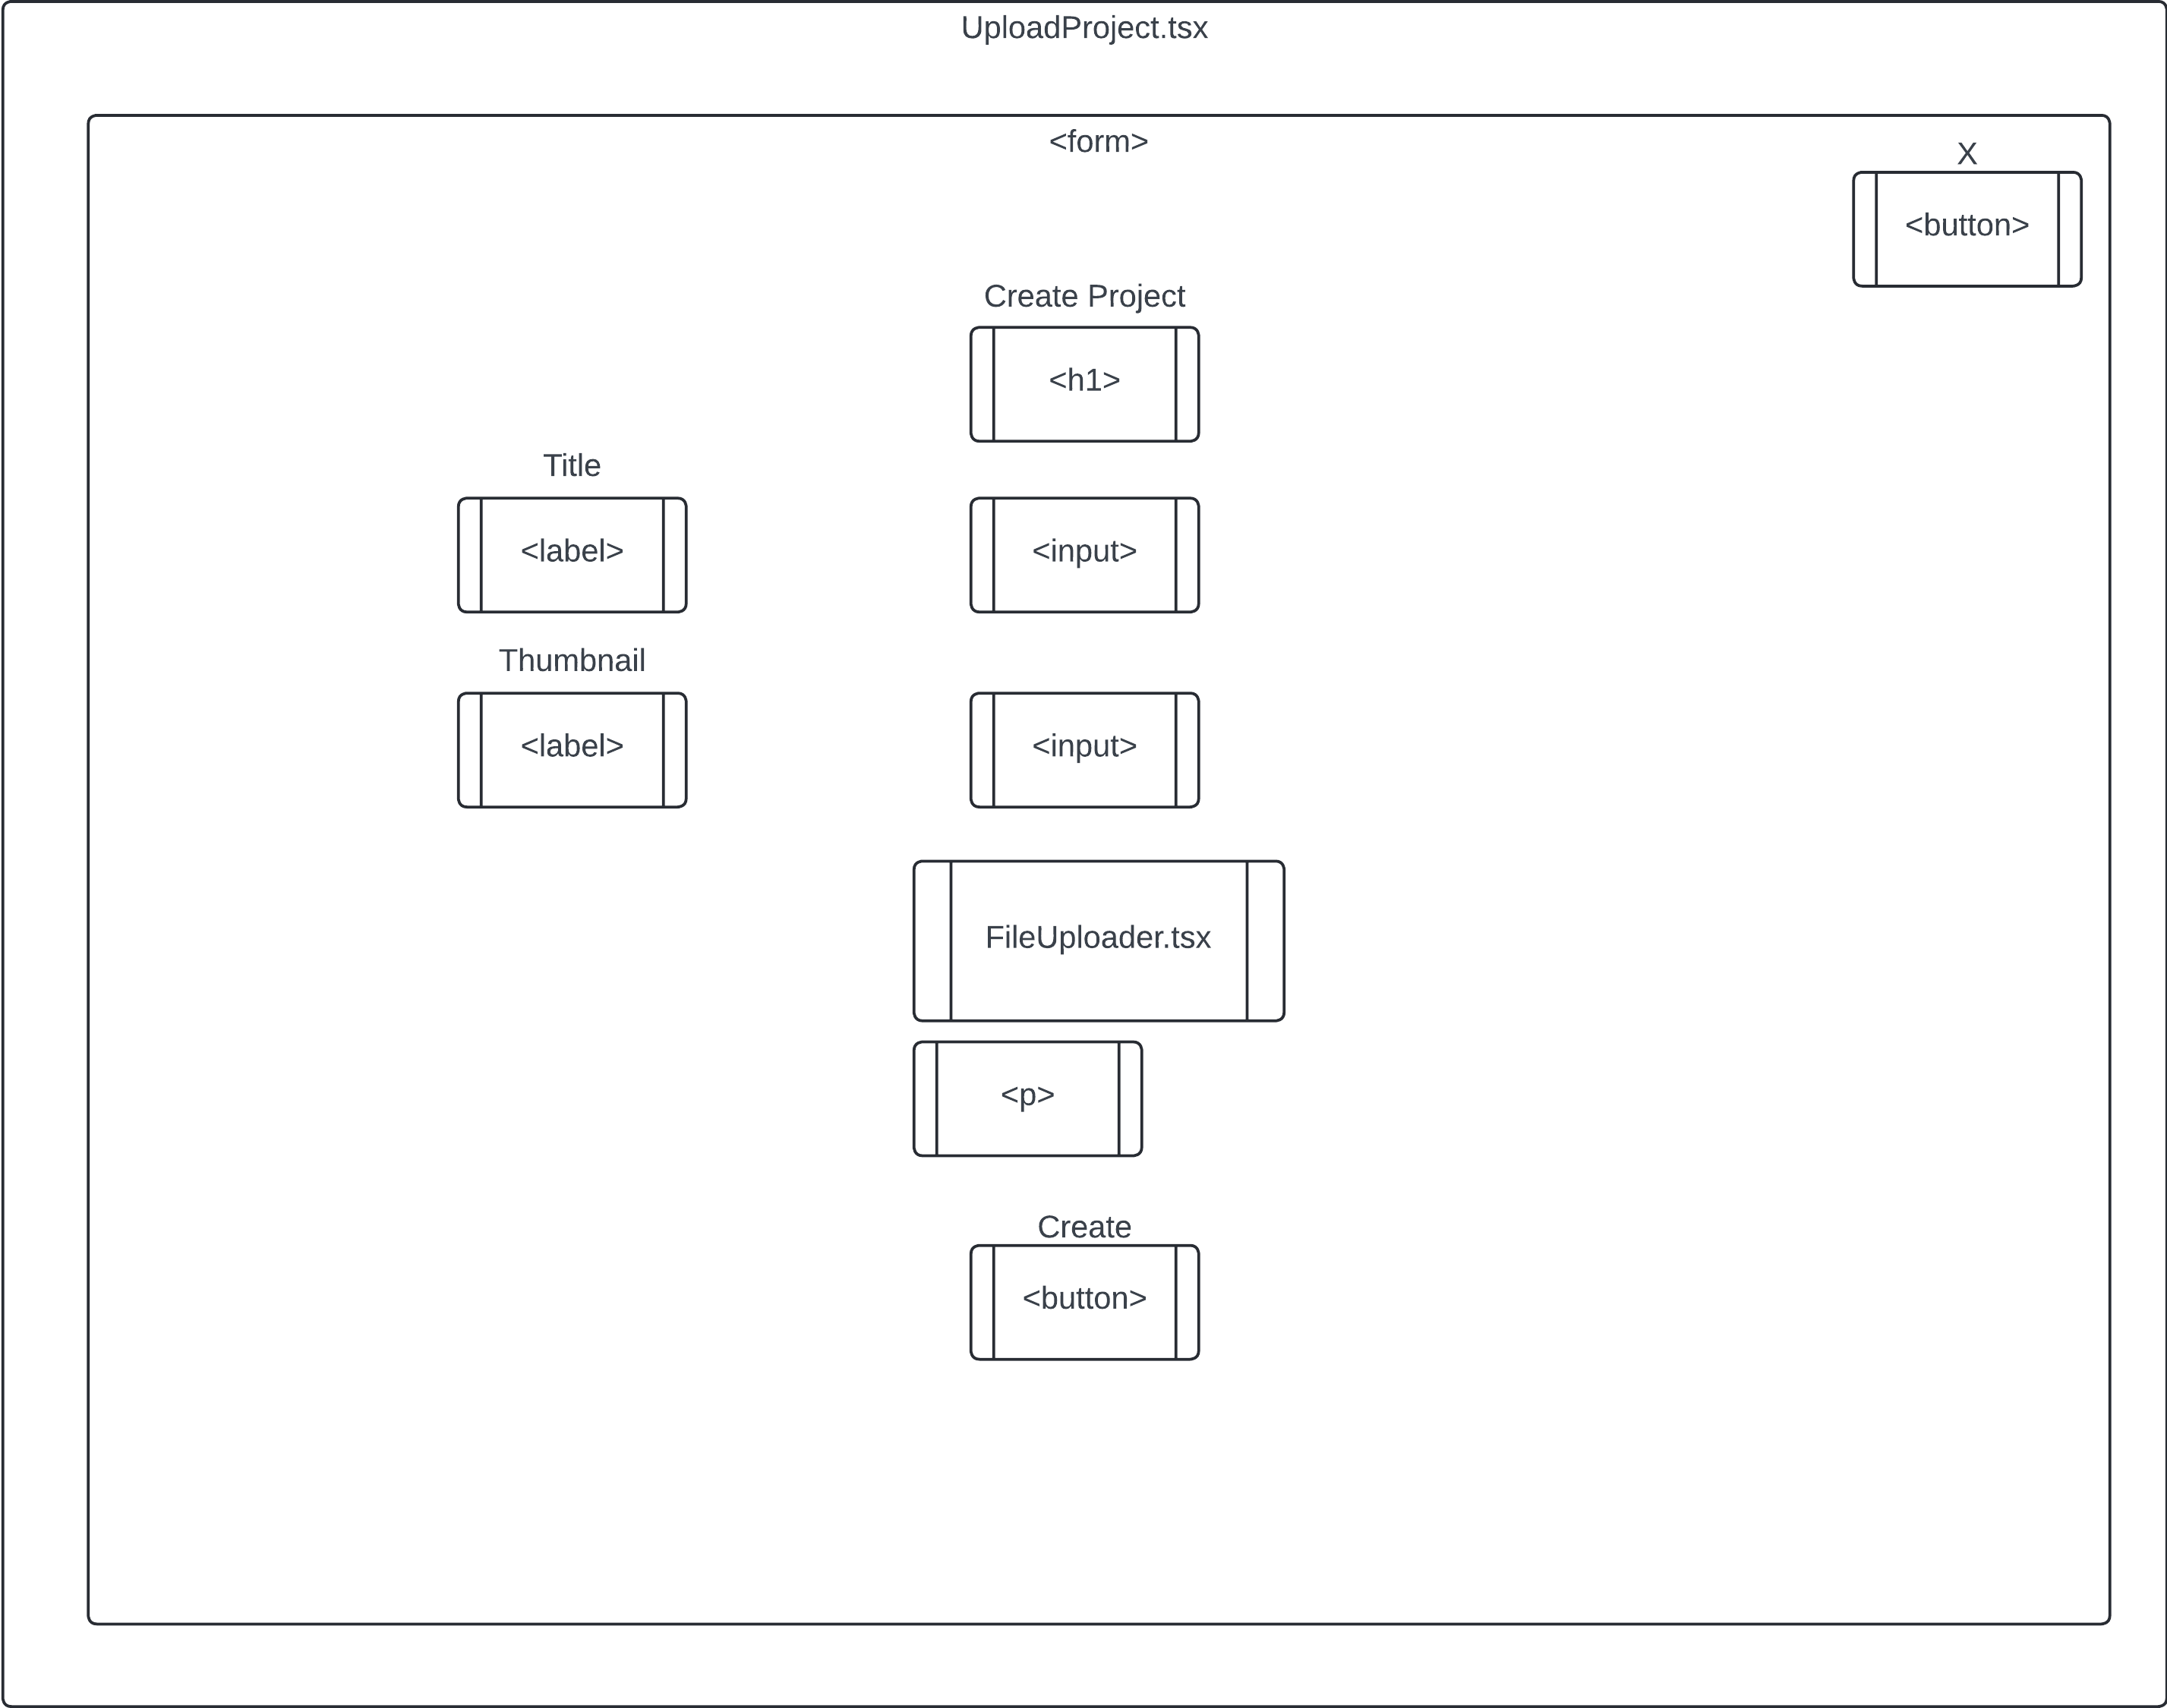 UploadProject.tsx
<form>
X
<button>
Create Project
<h1>
Title
<label>
<input>
Thumbnail
<label>
<input>
FileUploader.tsx
<p>
Create
<button>